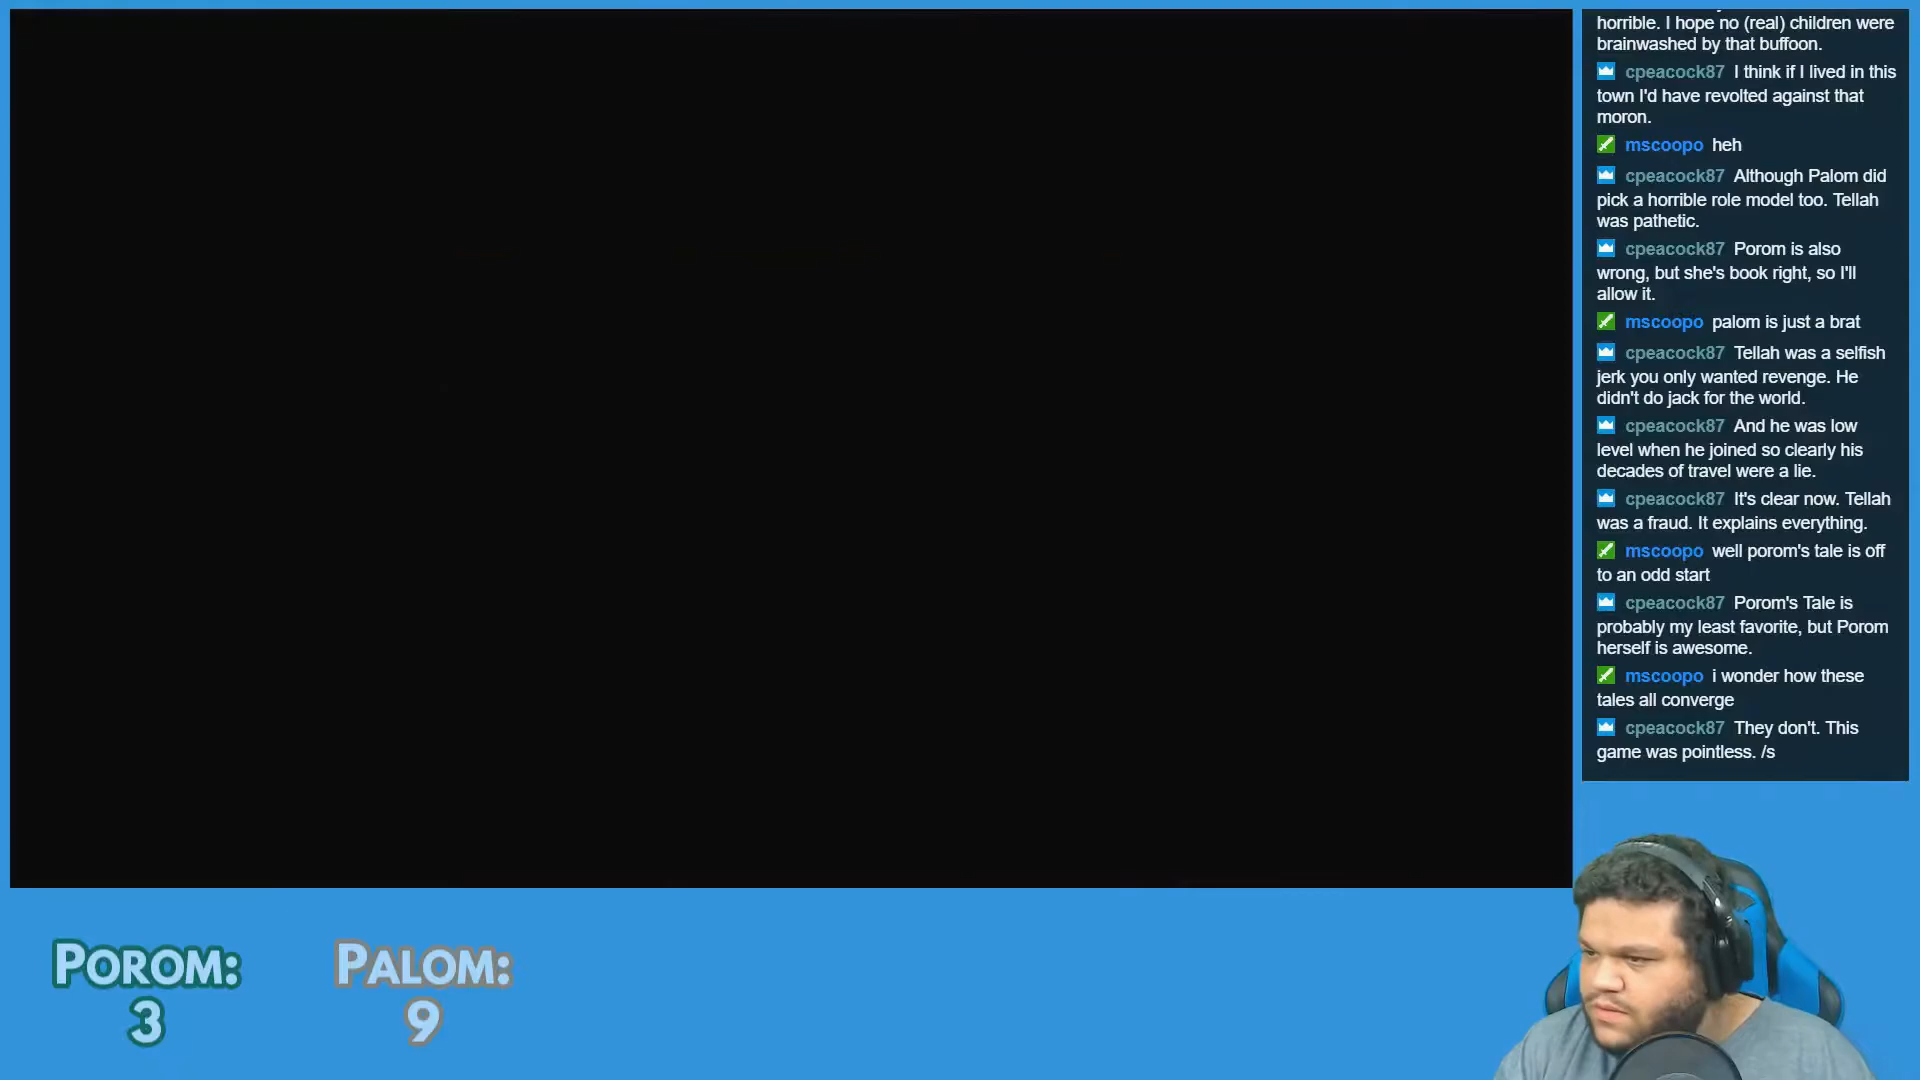 horrible. I hope no (real) children were
brainwashed by that buffoon.
cpeacock87 I think if I lived in this
town I'd have revolted against that
moron.
mscoopo heh
cpeacock87 Although Palom did
pick a horrible role model too. Tellah
was pathetic.
cpeacock87 Porom is also
wrong, but she's book right, so I'll
allow it.
mscoopo palom is just a brat
cpeacock87 Tellah was a selfish
jerk you only wanted revenge. He
didn't do jack for the world.
cpeacock87 And he was low
level when he joined so clearly his
decades of travel were a lie.
cpeacock87 It's clear now. Tellah
was a fraud. It explains everything.
mscoopo well porom's tale is off
to an odd start
cpeacock87 Porom's Tale is
probably my least favorite, but Porom
herself is awesome.
mscoopo i wonder how these
tales all converge
cpeacock87 They don't. This
game was pointless. /s
Porom:
3
Palom:
9